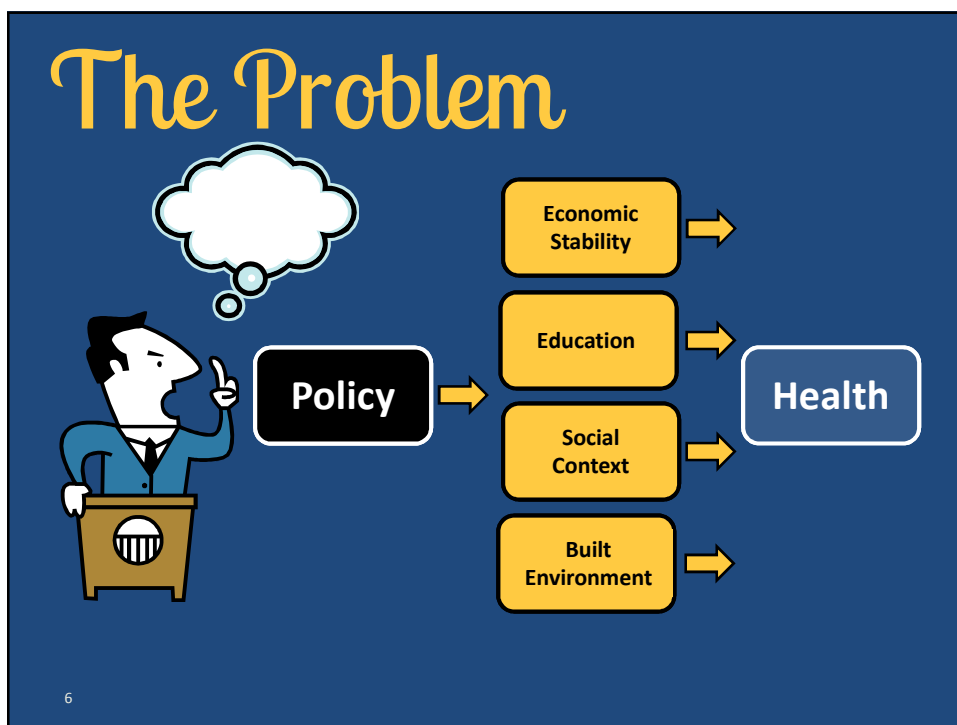 The Problem
Economic
Stability
Education
Policy
Health
Social
Context
Built
Environment
6